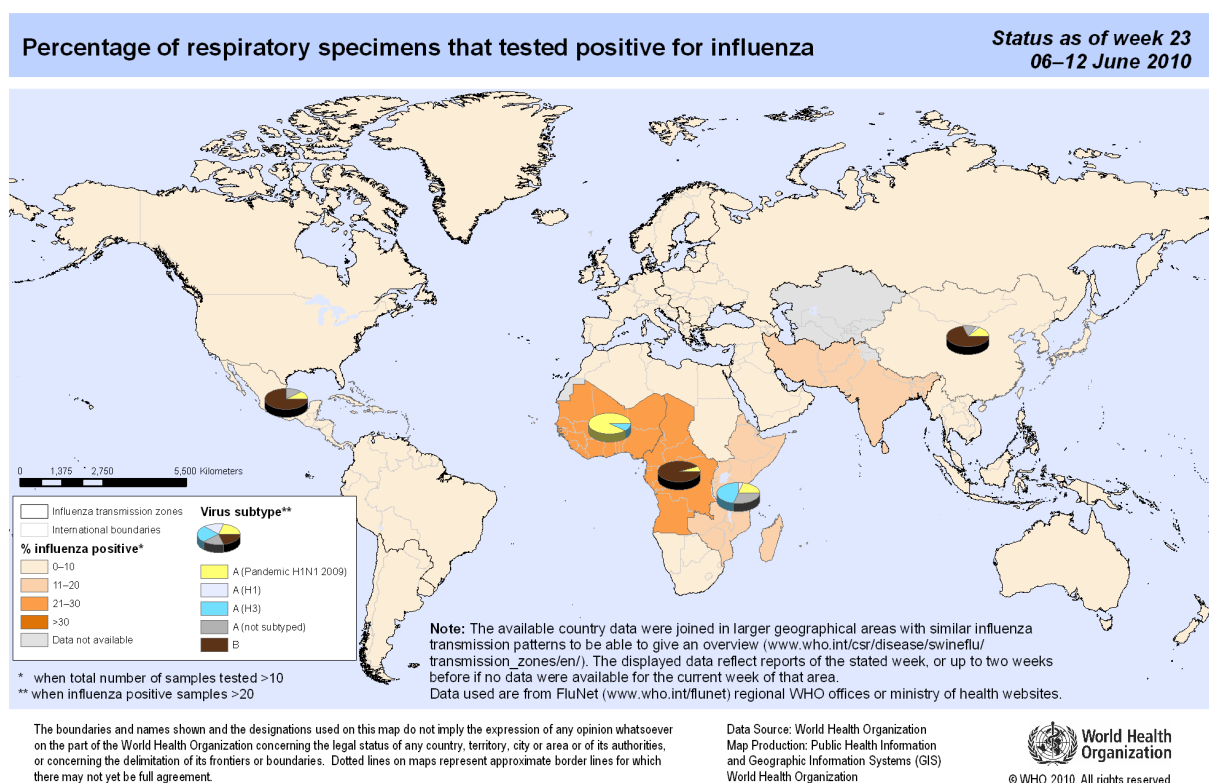 Percentage of respiratory specimens that tested positive for influenza
Status as of week 23
06–12 June 2010
0 1,375 2,750 5,500 Kilometers
Influenza transmission zones
International boundaries
% influenza positive*
0–10
11–20
21–30
>30
Data not available
Virus subtype**
A (Pandemic H1N1 2009)
A (H1)
A (H3)
A (not subtyped)
B
* when total number of samples tested >10
** when influenza positive samples >20
Note: The available country data were joined in larger geographical areas with similar influenza
transmission patterns to be able to give an overview (www.who.int/csr/disease/swineflu/
transmission_zones/en/). The displayed data reflect reports of the stated week, or up to two weeks
before if no data were available for the current week of that area.
Data used are from FluNet (www.who.int/flunet) regional WHO offices or ministry of health websites.
The boundaries and names shown and the designations used on this map do not imply the expression of any opinion whatsoever
on the part of the World Health Organization concerning the legal status of any country, territory, city or area or of its authorities,
or concerning the delimitation of its frontiers or boundaries. Dotted lines on maps represent approximate border lines for which
there may not yet be full agreement.
Data Source: World Health Organization
Map Production: Public Health Information
and Geographic Information Systems (GIS)
World Health Organization
World Health
Organization
© WHO 2010. All rights reserved